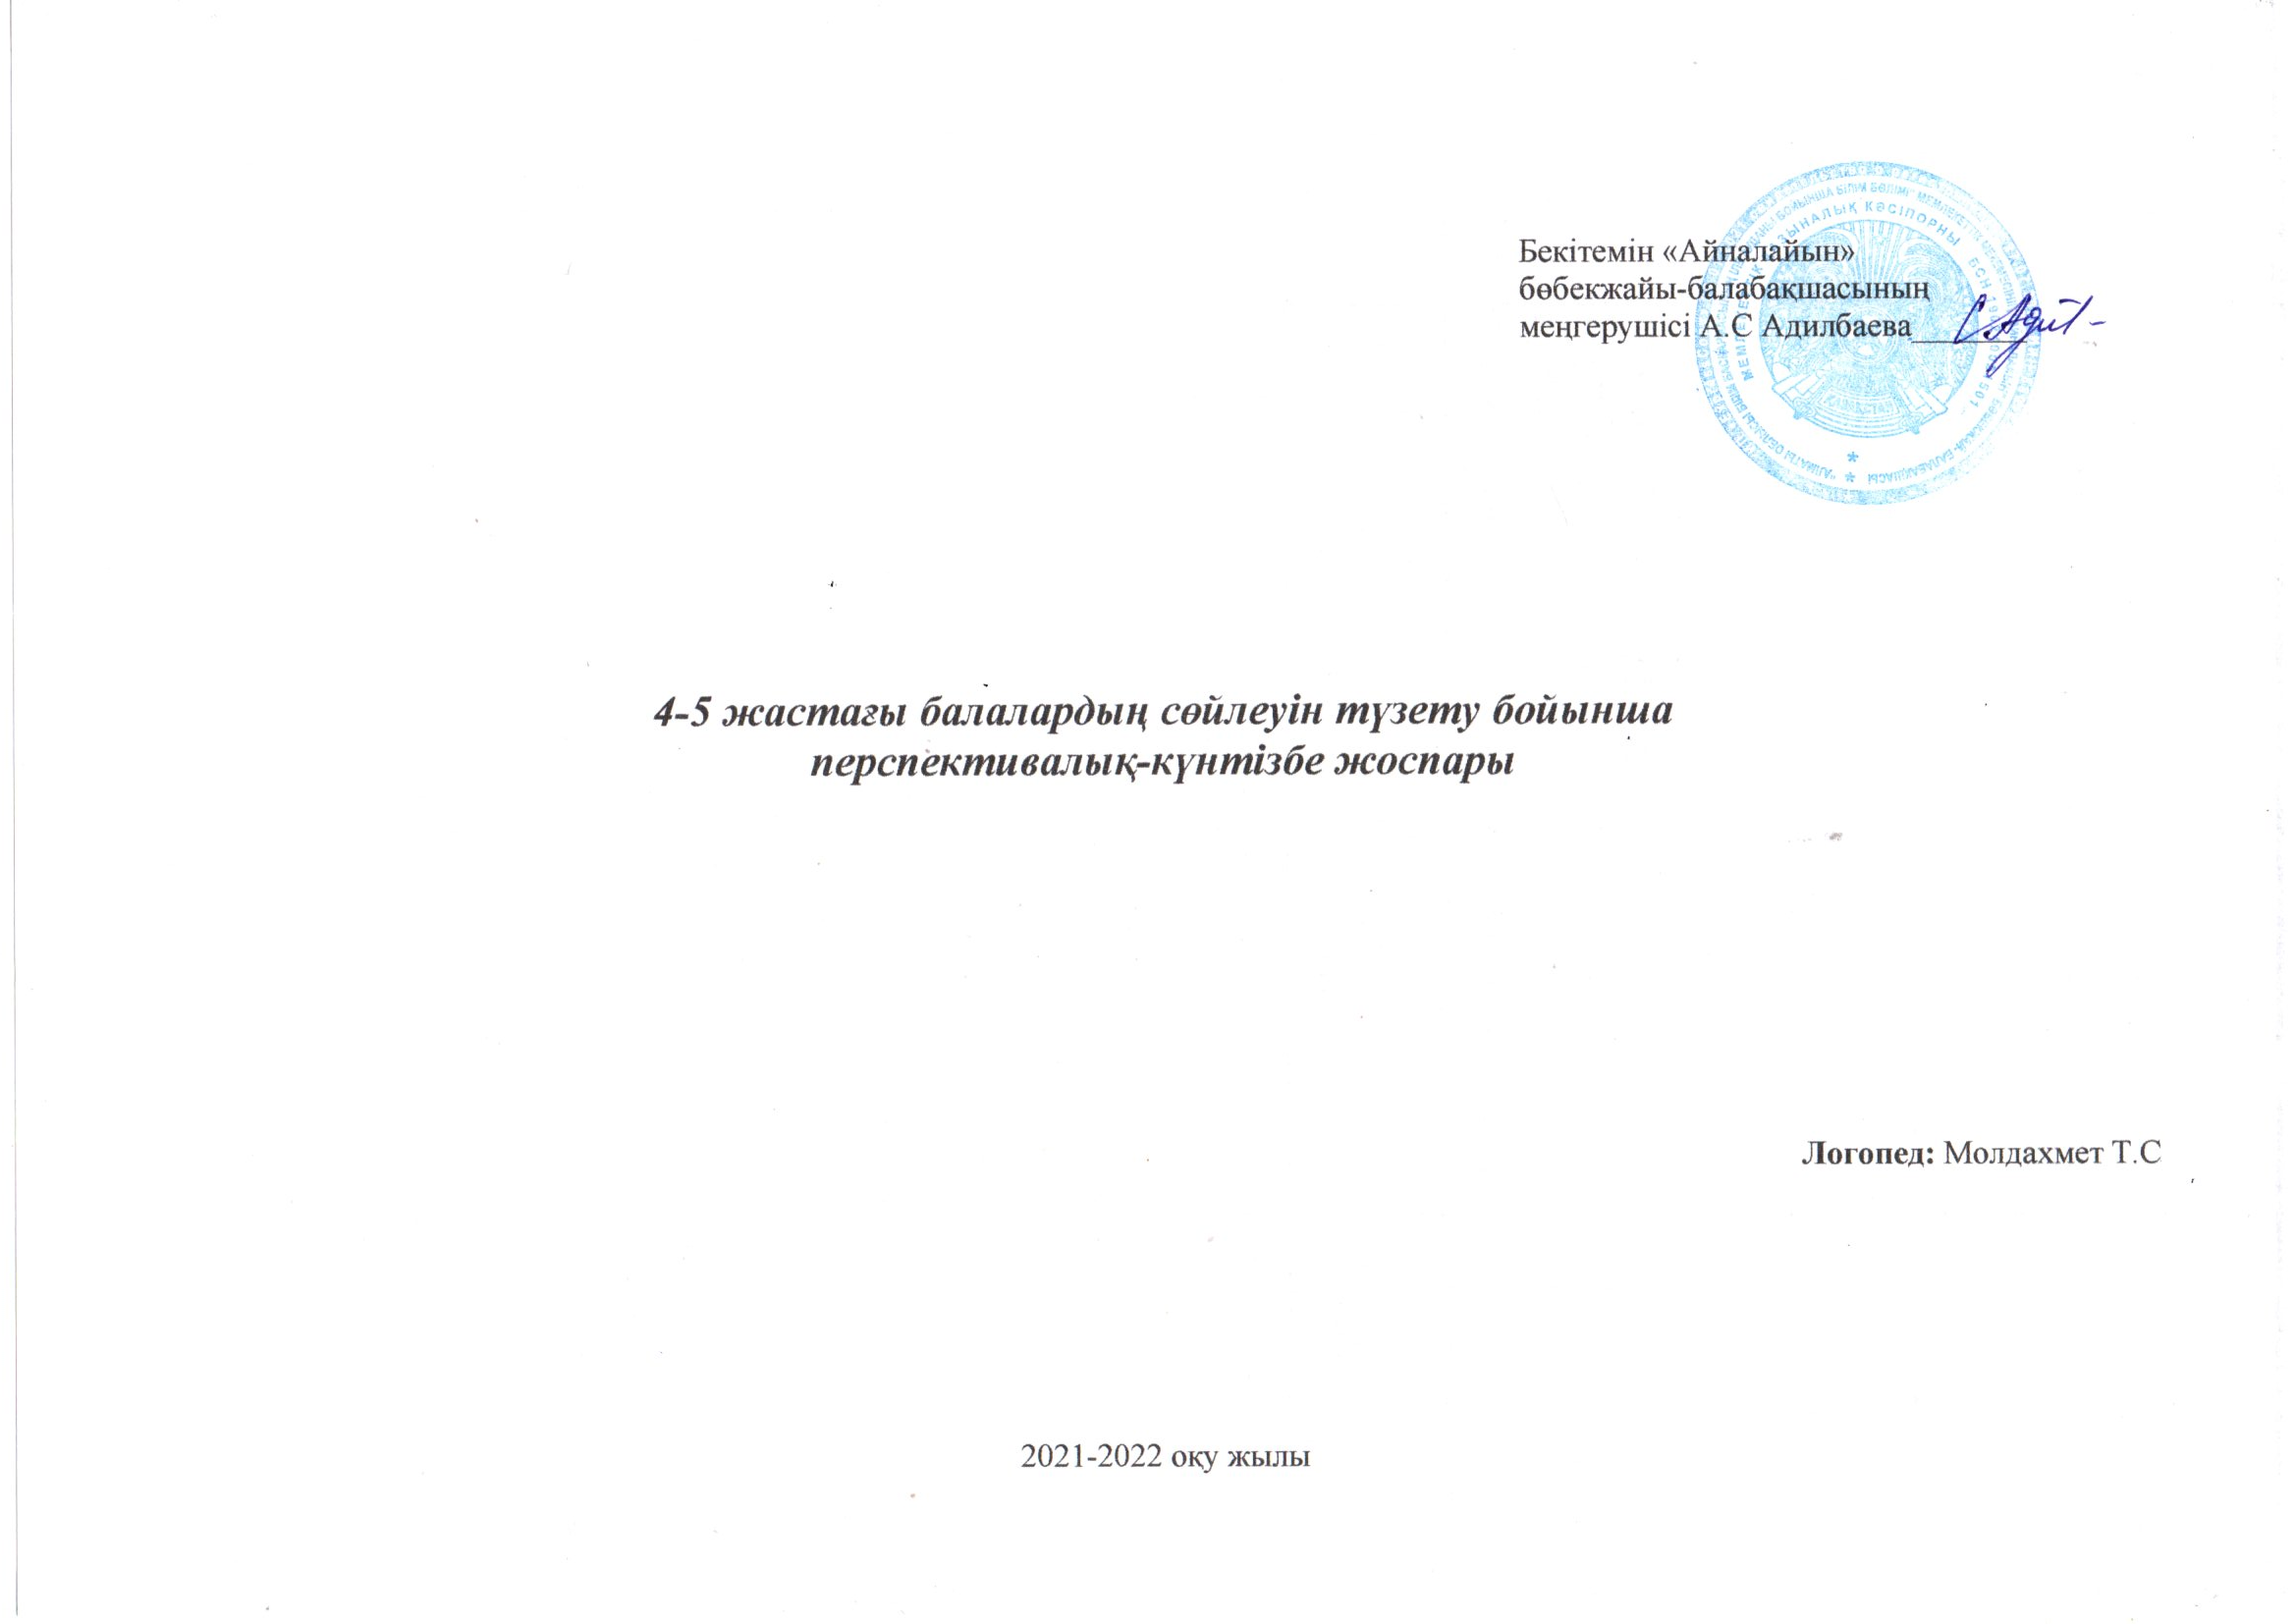 Бекітемін «Айналайын»
бөбекжайы-балабақшасының
меңгерушісі А.С Адилбаева_______
4-5 жастағы балалардың сөйлеуін түзету бойынша
перспективалық-күнтізбе жоспары
Логопед: Молдахмет Т.С
2021-2022 оқу жылы